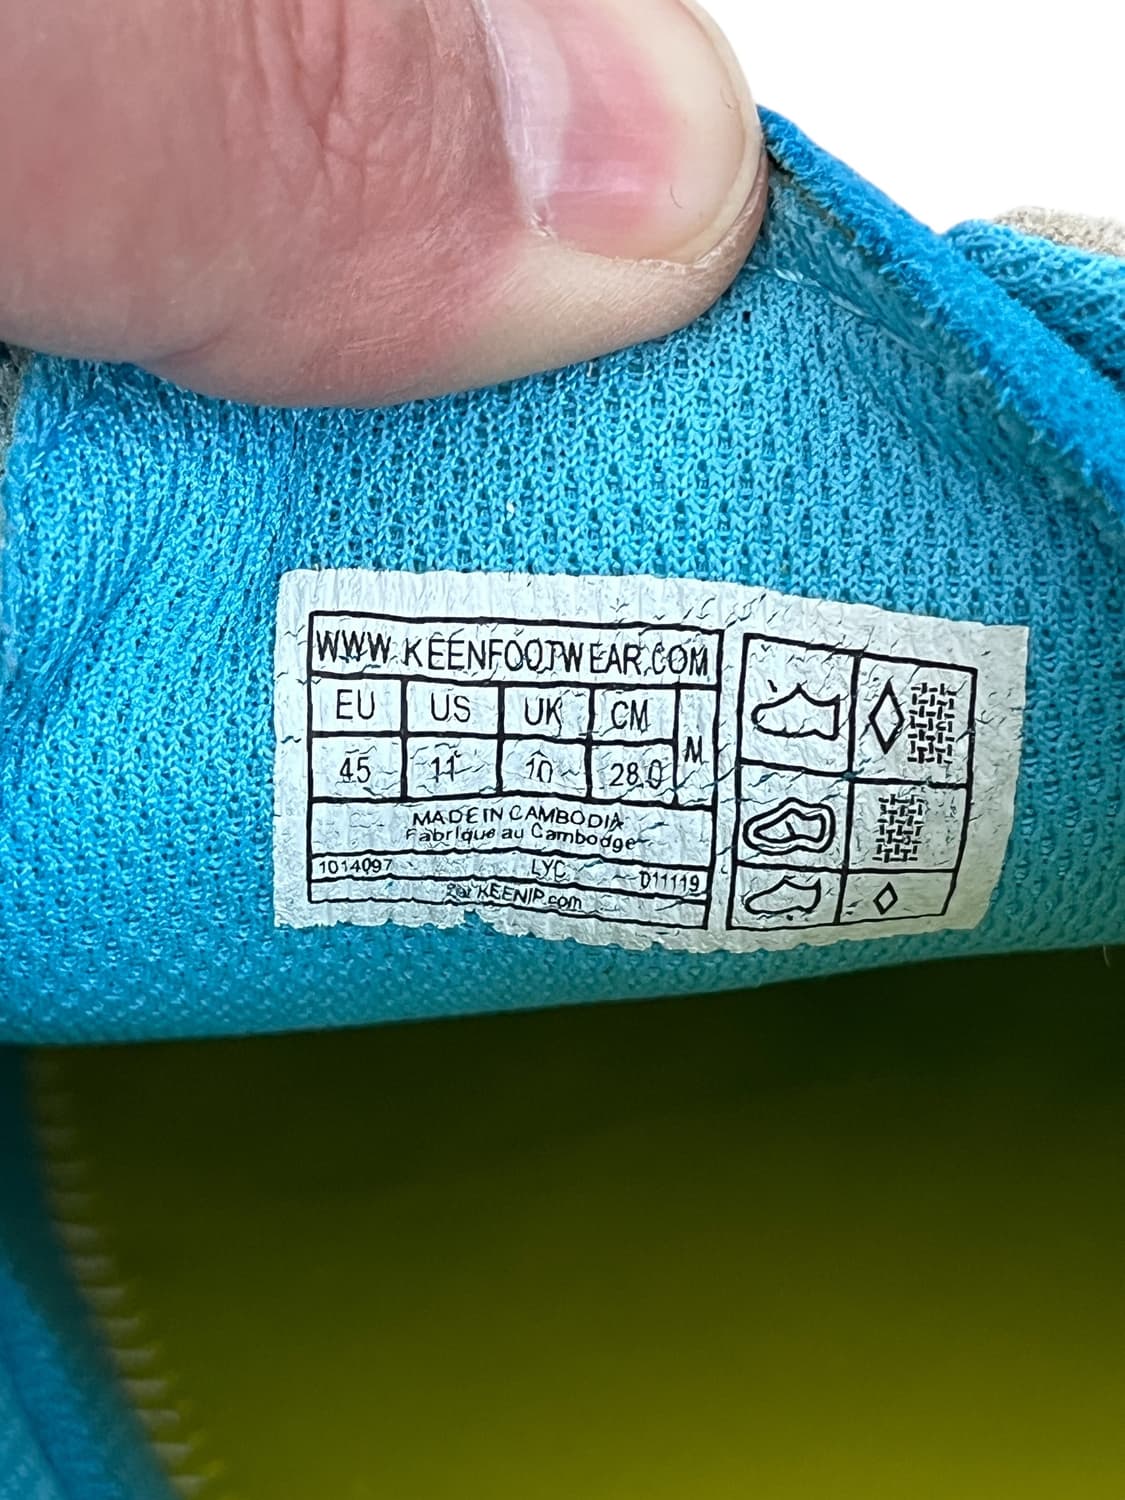 WWW.KEENFOOTWEAR.COM
EU US UK CM M
45 11 10 28.0
MADE IN CAMBODIA
Fabrique au Cambodge
1014097 LYC D11119
KEENIP.com